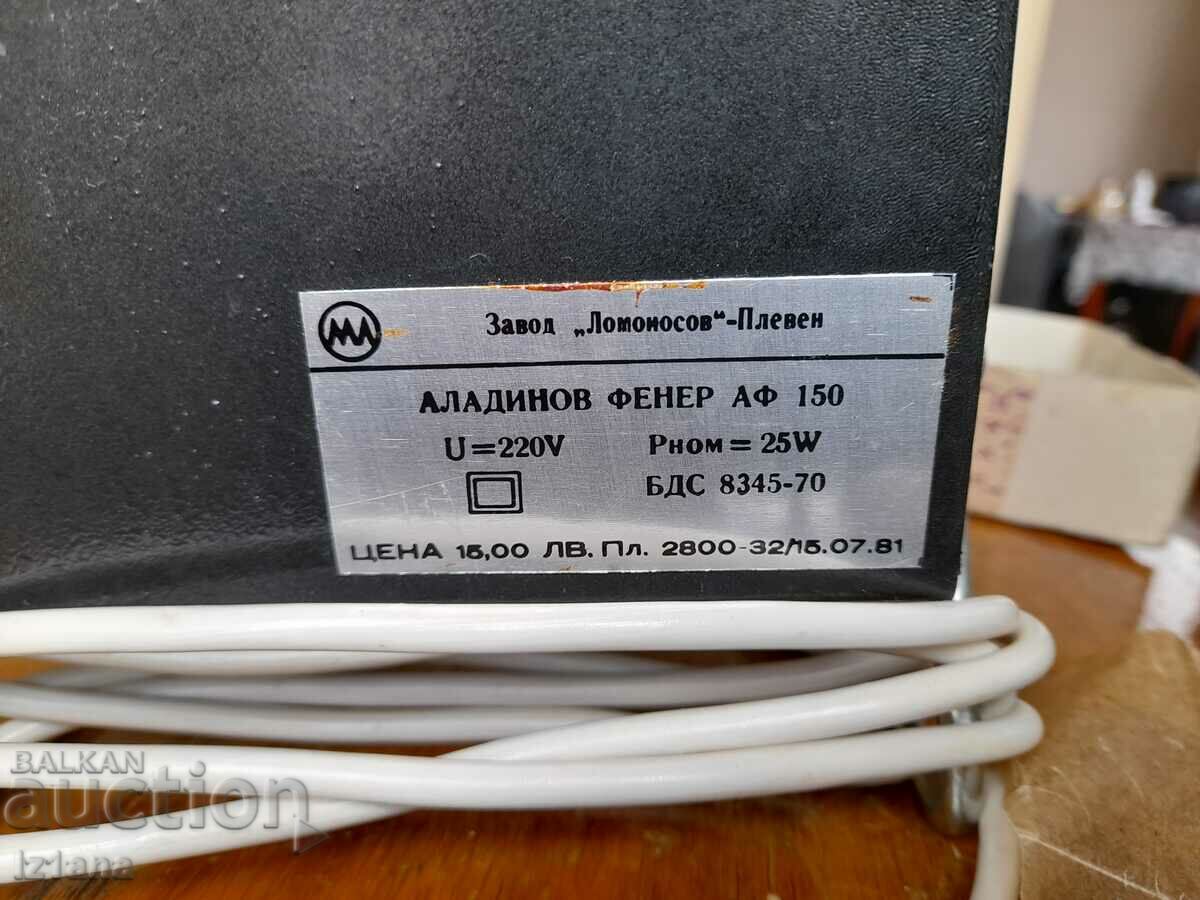 Завод „Ломоносов“-Плевен
АЛАДИНОВ ФЕНЕР АФ 150
U=220V Рном=25W
БДС 8345-70
ЦЕНА 15,00 ЛВ. Пл. 2800-32/15.07.81
BALKAN
auction
Iziana